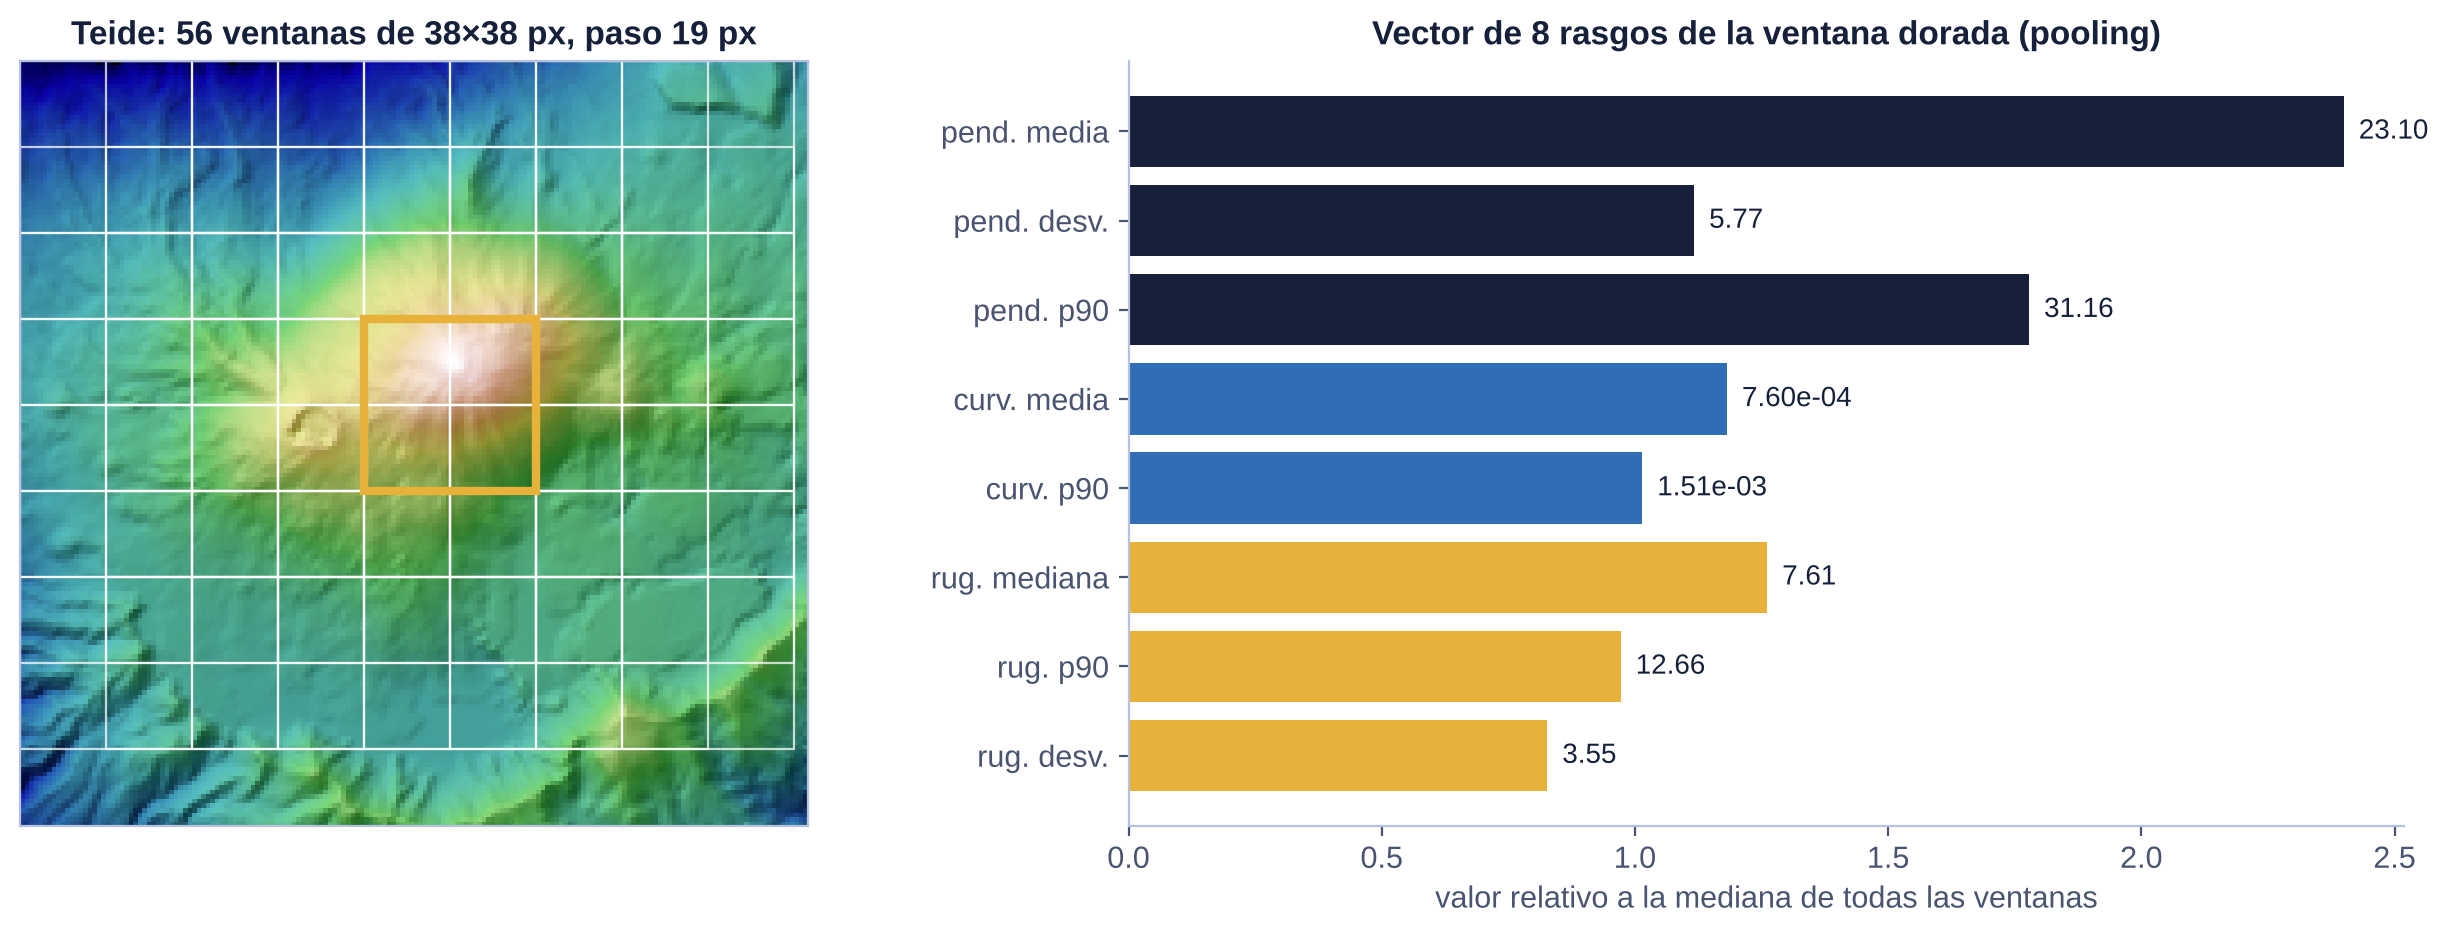 Teide: 56 ventanas de 38×38 px, paso 19 px
Vector de 8 rasgos de la ventana dorada (pooling)
pend. media
23.10
pend. desv.
5.77
pend. p90
31.16
curv. media
7.60e-04
curv. p90
1.51e-03
rug. mediana
7.61
rug. p90
12.66
rug. desv.
3.55
0.0
0.5
1.0
1.5
2.0
2.5
valor relativo a la mediana de todas las ventanas